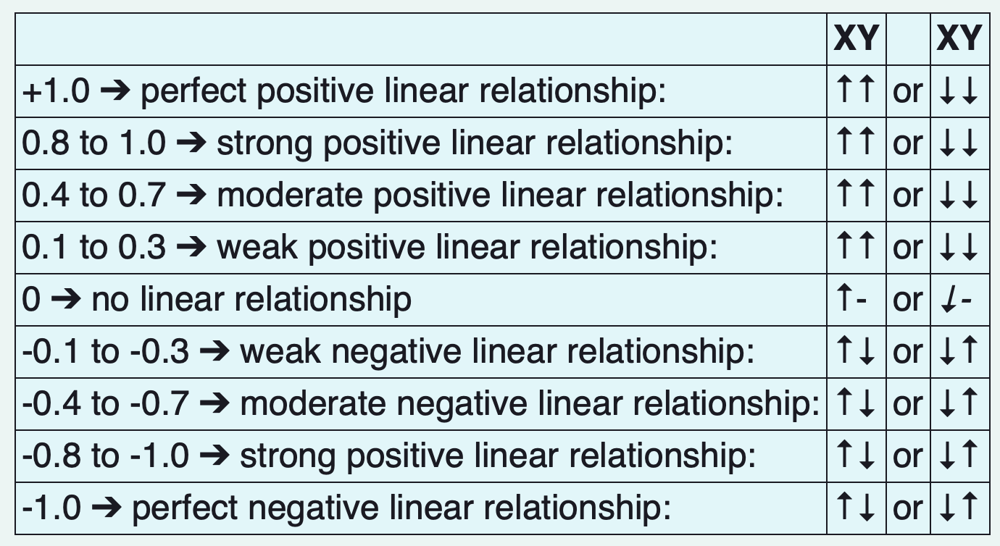 XY XY
+1.0 ➔ perfect positive linear relationship: ↑↑ or ↓↓
0.8 to 1.0 ➔ strong positive linear relationship: ↑↑ or ↓↓
0.4 to 0.7 ➔ moderate positive linear relationship: ↑↑ or ↓↓
0.1 to 0.3 ➔ weak positive linear relationship: ↑↑ or ↓↓
0 ➔ no linear relationship ↑- or ↓-
-0.1 to -0.3 ➔ weak negative linear relationship: ↑↓ or ↓↑
-0.4 to -0.7 ➔ moderate negative linear relationship: ↑↓ or ↓↑
-0.8 to -1.0 ➔ strong positive linear relationship: ↑↓ or ↓↑
-1.0 ➔ perfect negative linear relationship: ↑↓ or ↓↑